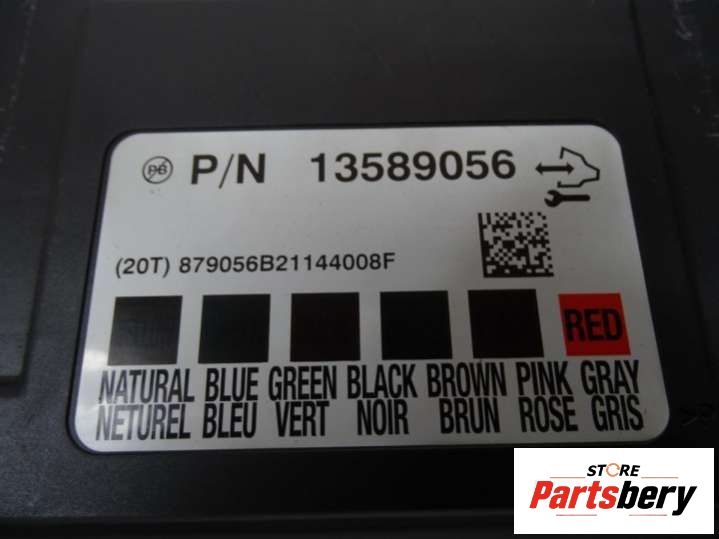 PB P/N 13589056
(20T) 879056B21144008F
RED
NATURAL BLUE GREEN BLACK BROWN PINK GRAY
NETUREL BLEU VERT NOIR BRUN ROSE GRIS
STORE
Partsbery